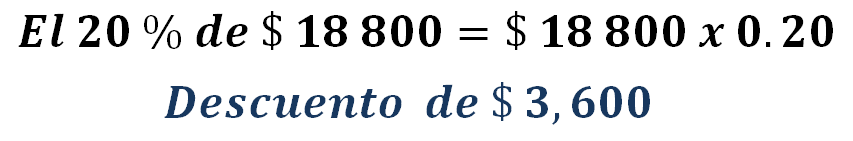 El 20 % de $ 18 800 = $ 18 800 x 0.20
Descuento de $ 3,600